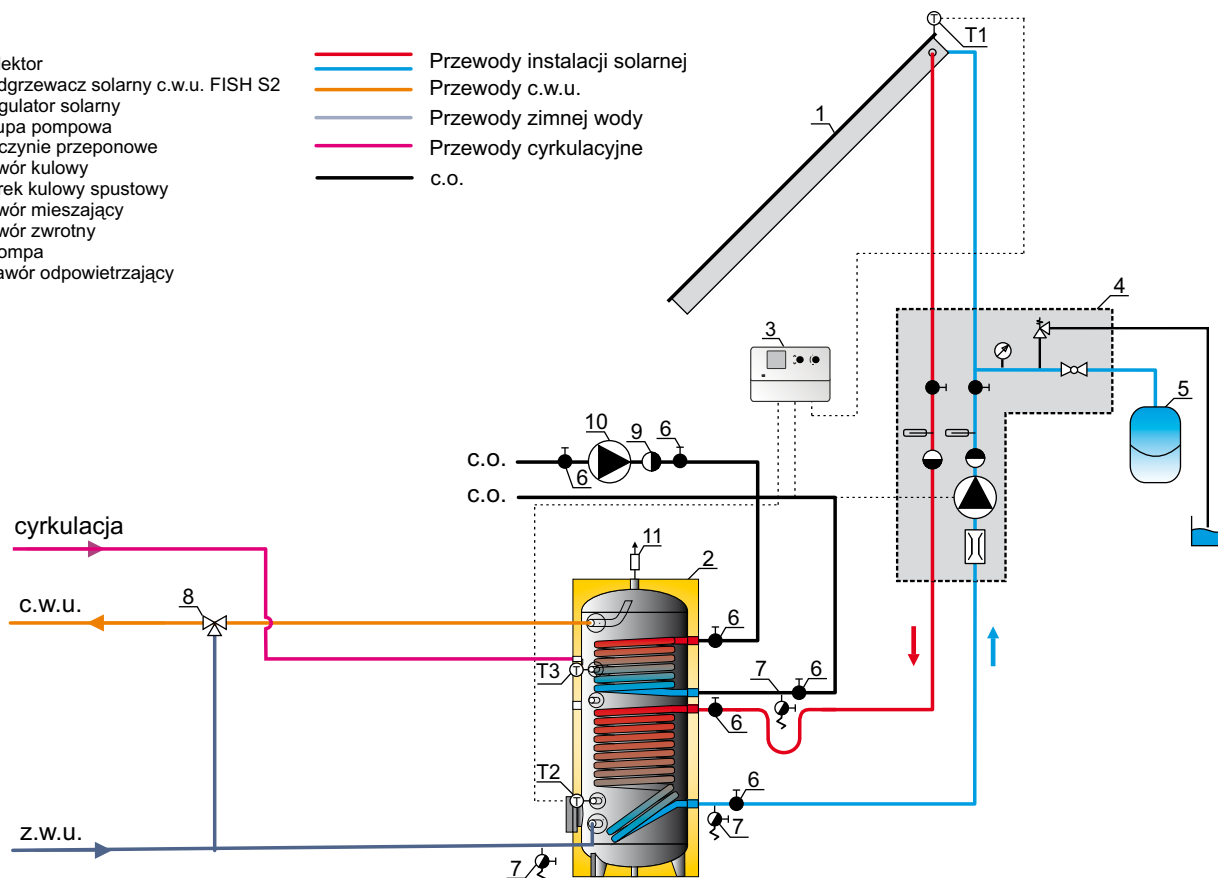 lektor
dgrzewacz solarny c.w.u. FISH S2
gulator solarny
upa pompowa
czynie przeponowe
wór kulowy
rek kulowy spustowy
wór mieszający
wór zwrotny
ompa
awór odpowietrzający
Przewody instalacji solarnej
Przewody c.w.u.
Przewody zimnej wody
Przewody cyrkulacyjne
c.o.
T
T1
1
4
3
5
10
9
6
c.o.
6
c.o.
cyrkulacja
11
2
c.w.u.
8
6
T3
T
7
6
6
T2
T
6
7
z.w.u.
7